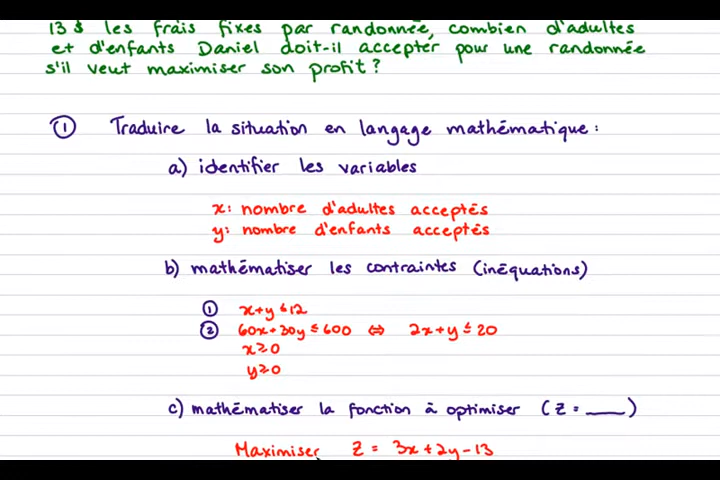 13 $ les frais fixes par randonnée, combien d'adultes
et d'enfants Daniel doit-il accepter pour une randonnée
s'il veut maximiser son profit ?
① Traduire la situation en langage mathématique :
a) identifier les variables
x : nombre d'adultes acceptés
y : nombre d'enfants acceptés
b) mathématiser les contraintes (inéquations)
① x+y ≤ 12
② 60x+30y ≤ 600 ⇔ 2x+y ≤ 20
x ≥ 0
y ≥ 0
c) mathématiser la fonction à optimiser (Z = ___)
Maximiser Z = 3x+2y-13